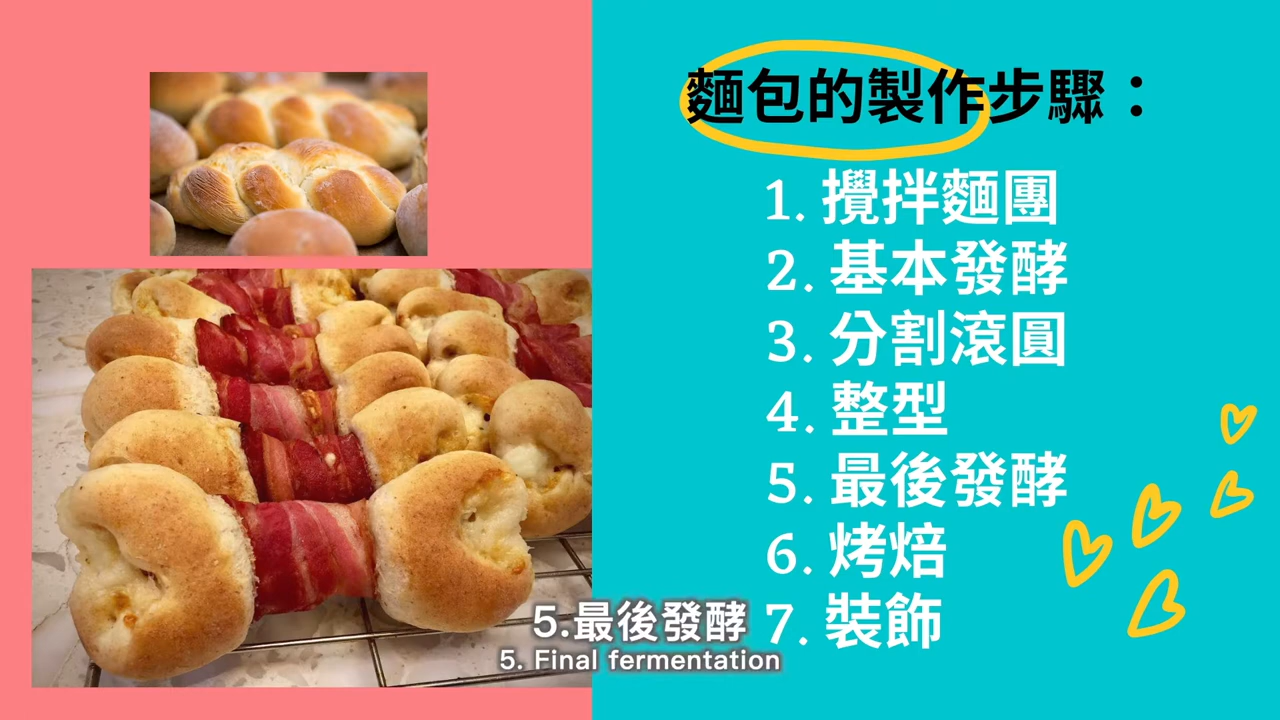 麵包的製作步驟：
1. 攪拌麵團
2. 基本發酵
3. 分割滾圓
4. 整型
5. 最後發酵
6. 烤焙
7. 裝飾
5.最後發酵
5. Final fermentation